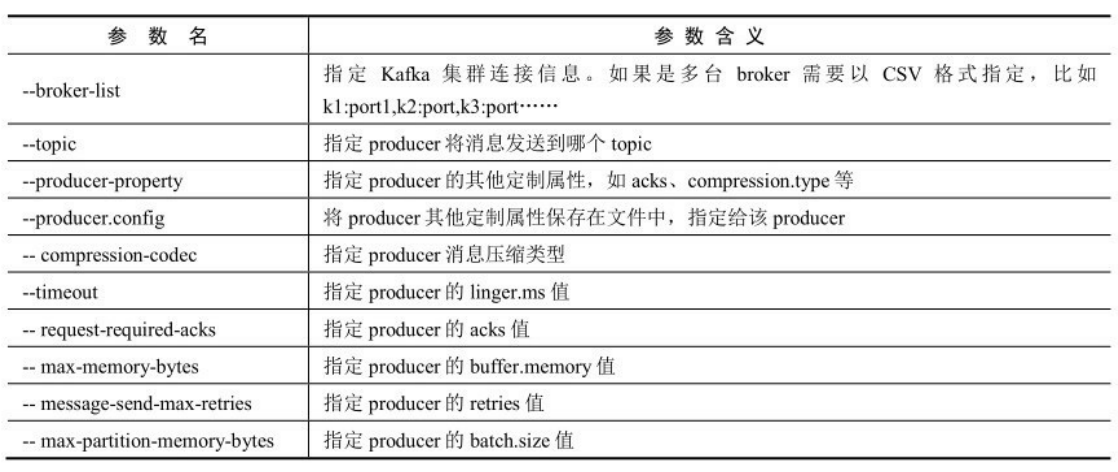 参 数 名 参 数 含 义
--broker-list 指定 Kafka 集群连接信息。如果是多台 broker 需要以 CSV 格式指定，比如
k1:port1,k2:port,k3:port……
--topic 指定 producer 将消息发送到哪个 topic
--producer-property 指定 producer 的其他定制属性，如 acks、compression.type 等
--producer.config 将 producer 其他定制属性保存在文件中，指定给该 producer
-- compression-codec 指定 producer 消息压缩类型
--timeout 指定 producer 的 linger.ms 值
-- request-required-acks 指定 producer 的 acks 值
-- max-memory-bytes 指定 producer 的 buffer.memory 值
-- message-send-max-retries 指定 producer 的 retries 值
-- max-partition-memory-bytes 指定 producer 的 batch.size 值